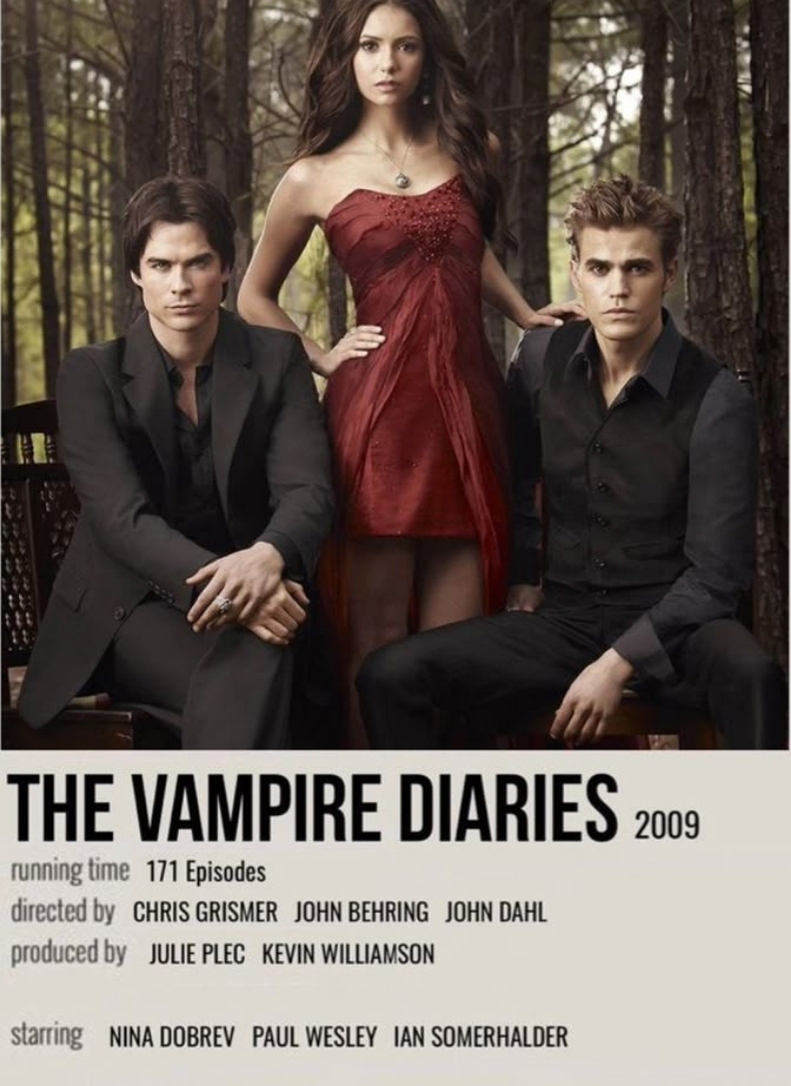 THE VAMPIRE DIARIES 2009
running time 171 Episodes
directed by CHRIS GRISMER JOHN BEHRING JOHN DAHL
produced by JULIE PLEC KEVIN WILLIAMSON
starring NINA DOBREV PAUL WESLEY IAN SOMERHALDER